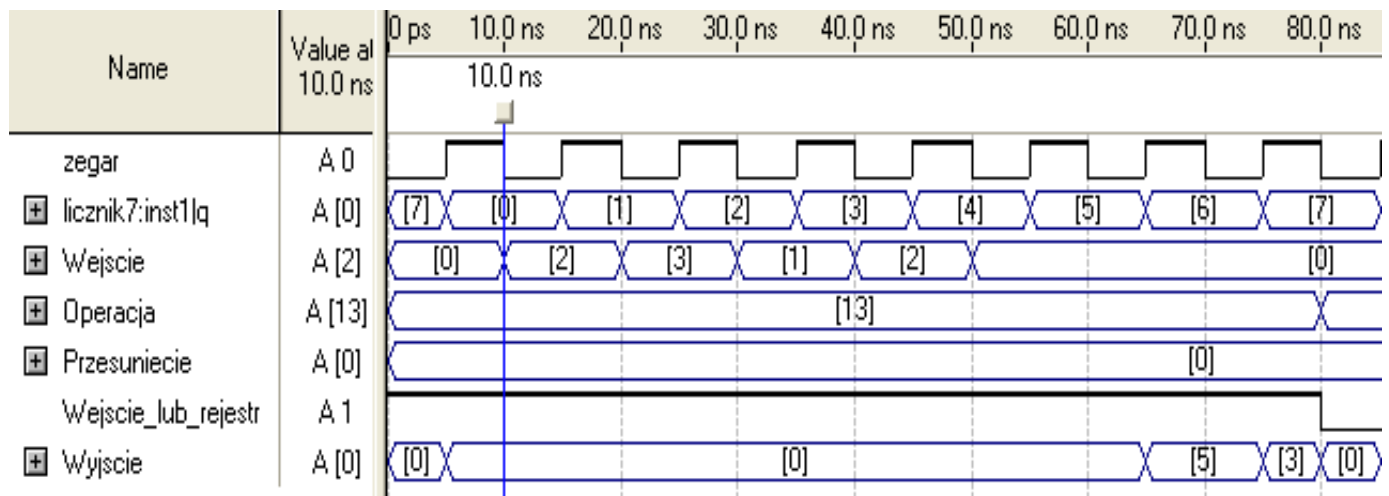 Name Value at 10.0 ns 0 ps 10.0 ns 20.0 ns 30.0 ns 40.0 ns 50.0 ns 60.0 ns 70.0 ns 80.0 ns
10.0 ns
zegar A 0
licznik7:inst1|q A [0] [7] [0] [1] [2] [3] [4] [5] [6] [7]
Wejscie A [2] [0] [2] [3] [1] [2] [0]
Operacja A [13] [13]
Przesuniecie A [0] [0]
Wejscie_lub_rejestr A 1
Wyjscie A [0] [0] [0] [5] [3] [0]